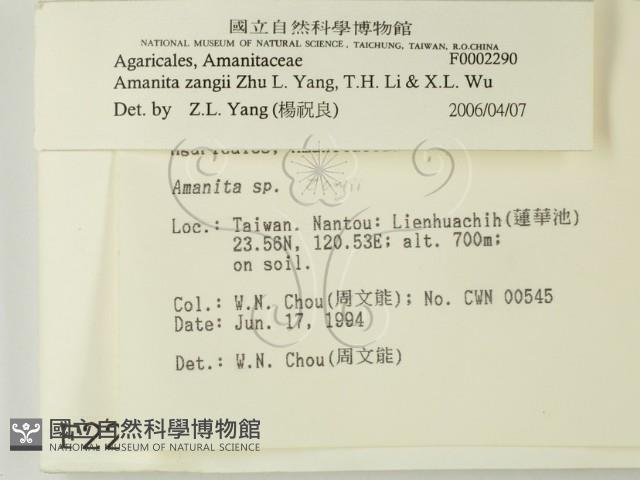 國立自然科學博物館
NATIONAL MUSEUM OF NATURAL SCIENCE, TAICHUNG, TAIWAN, R.O.CHINA
Agaricales, Amanitaceae F0002290
Amanita zangii Zhu L. Yang, T.H. Li & X.L. Wu
Det. by Z.L. Yang (楊祝良) 2006/04/07
Amanita sp.
Loc.: Taiwan. Nantou: Lienhuachih(蓮華池)
23.56N, 120.53E; alt. 700m;
on soil.
Col.: W.N. Chou(周文能); No. CWN 00545
Date: Jun. 17, 1994
Det.: W.N. Chou(周文能)
國立自然科學博物館
NATIONAL MUSEUM OF NATURAL SCIENCE